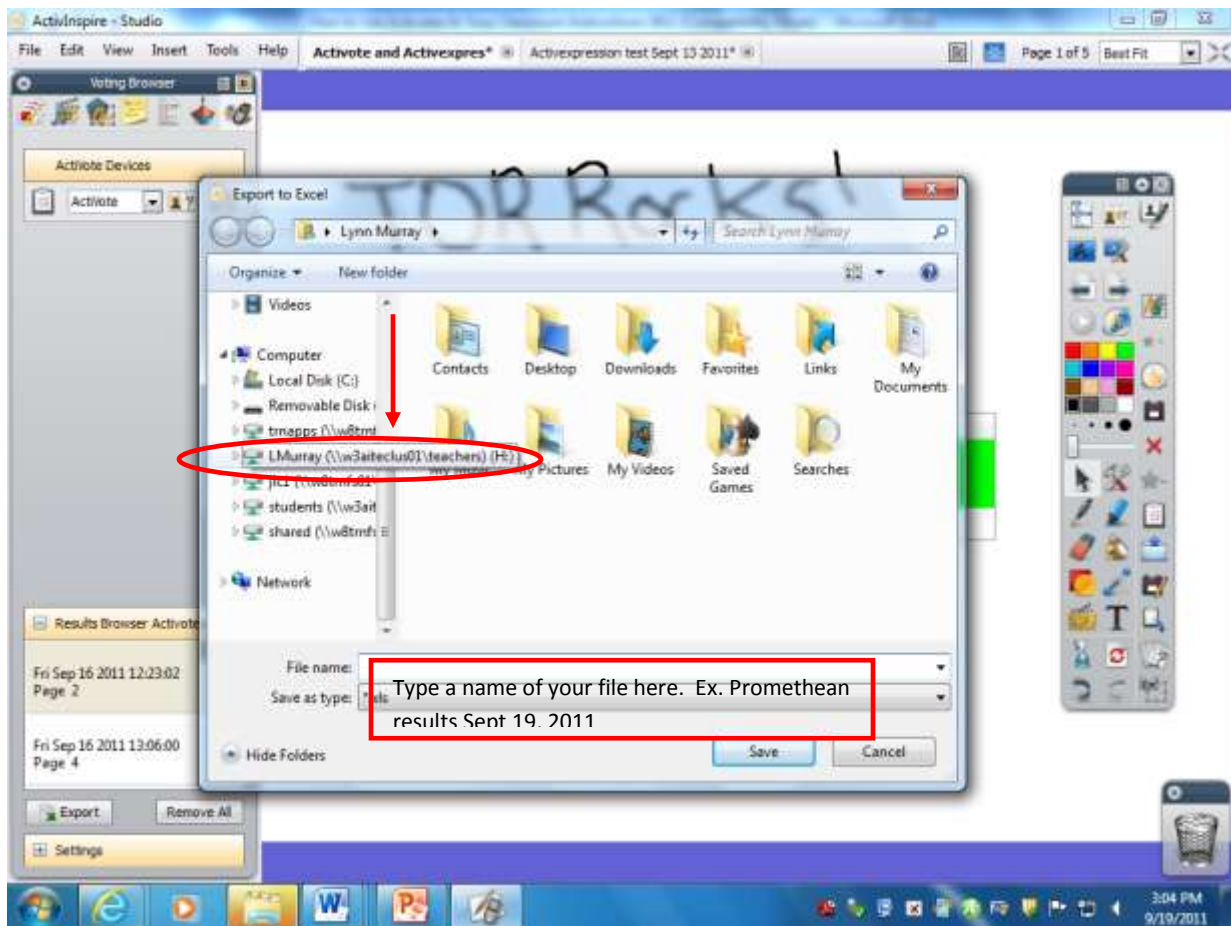 ActivInspire - Studio
File Edit View Insert Tools Help Activote and Activexpres* Activexpression test Sept 13 2011* Page 1 of 5 Best Fit
Voting Browser
ActiVote Devices
ActiVote
Rocks!
Export to Excel
Lynn Murray
Search Lynn Murray
Organize New folder
Videos
Computer
Local Disk (C:)
Removable Disk
LMurray (\\w3aiteclus01\teachers) (H:)
students (\\w3ait
shared (\\w8tmfs
Network
Contacts Desktop Downloads Favorites Links My Documents
My Pictures My Videos Saved Games Searches
File name:
Save as type:
Type a name of your file here. Ex. Promethean
results Sept 19, 2011
Hide Folders
Save Cancel
Results Browser Activote
Fri Sep 16 2011 12:23:02
Page 2
Fri Sep 16 2011 13:06:00
Page 4
Export Remove All
Settings
3:04 PM
9/19/2011